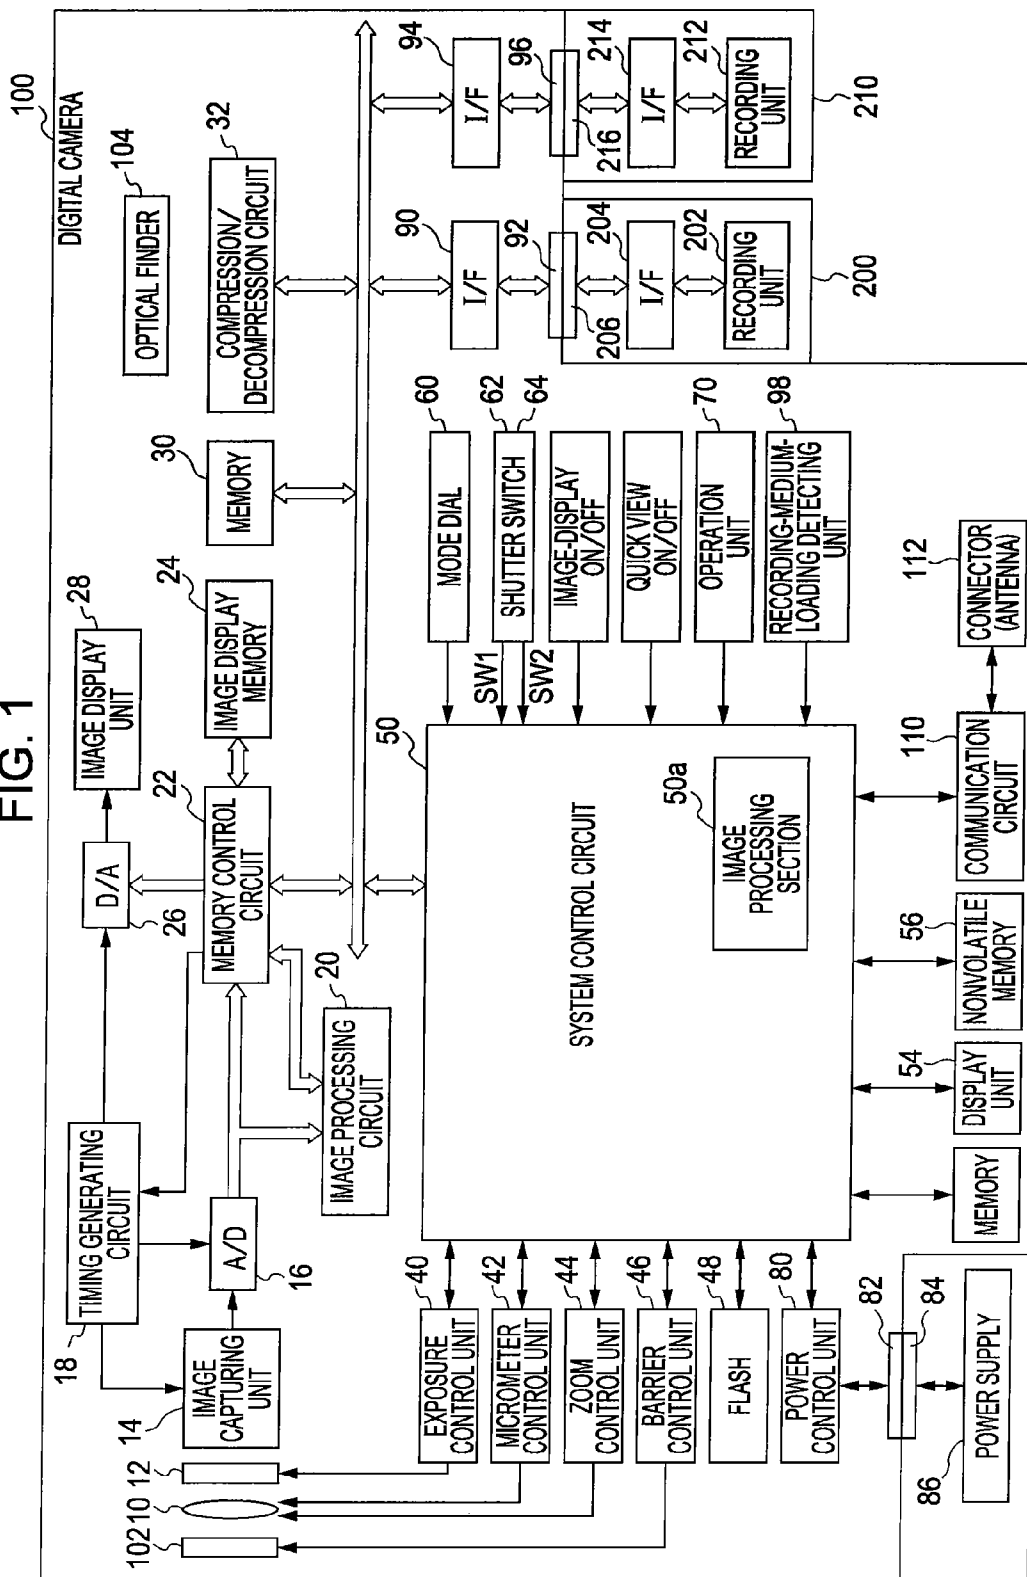 FIG. 1
100
DIGITAL CAMERA
104
OPTICAL FINDER
32
COMPRESSION/
DECOMPRESSION CIRCUIT
30
MEMORY
28
IMAGE DISPLAY
UNIT
24
IMAGE DISPLAY
MEMORY
D/A
26
22
MEMORY CONTROL
CIRCUIT
20
IMAGE PROCESSING
CIRCUIT
18
TIMING GENERATING
CIRCUIT
A/D
16
14
IMAGE
CAPTURING
UNIT
12
10
102
94
I/F
96
216
214
I/F
212
RECORDING
UNIT
210
90
I/F
92
206
204
I/F
202
RECORDING
UNIT
200
60
MODE DIAL
62
64
SHUTTER SWITCH
SW1
SW2
IMAGE-DISPLAY
ON/OFF
QUICK VIEW
ON/OFF
70
OPERATION
UNIT
98
RECORDING-MEDIUM-
LOADING DETECTING
UNIT
50
SYSTEM CONTROL CIRCUIT
50a
IMAGE
PROCESSING
SECTION
40
EXPOSURE
CONTROL UNIT
42
MICROMETER
CONTROL UNIT
44
ZOOM
CONTROL UNIT
46
BARRIER
CONTROL UNIT
48
FLASH
80
POWER
CONTROL UNIT
82
84
86
POWER SUPPLY
MEMORY
54
DISPLAY
UNIT
56
NONVOLATILE
MEMORY
110
COMMUNICATION
CIRCUIT
112
CONNECTOR
(ANTENNA)